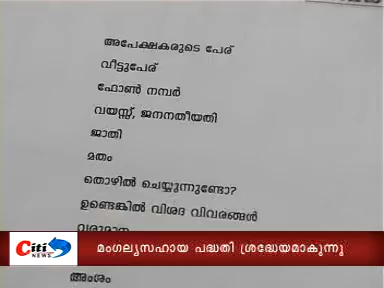 അപേക്ഷകരുടെ പേര്
വീട്ടുപേര്
ഫോൺ നമ്പർ
വയസ്സ്, ജനനതീയതി
ജാതി
മതം
തൊഴിൽ ചെയ്യുന്നുണ്ടോ?
ഉണ്ടെങ്കിൽ വിശദ വിവരങ്ങൾ
Citi NEWS
മംഗല്യസഹായ പദ്ധതി ശ്രദ്ധേയമാകുന്നു
അംശം